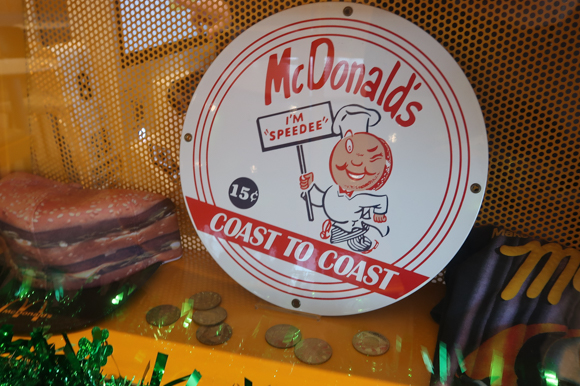 McDonald's
I'M
"SPEEDEE"
15¢
COAST TO COAST